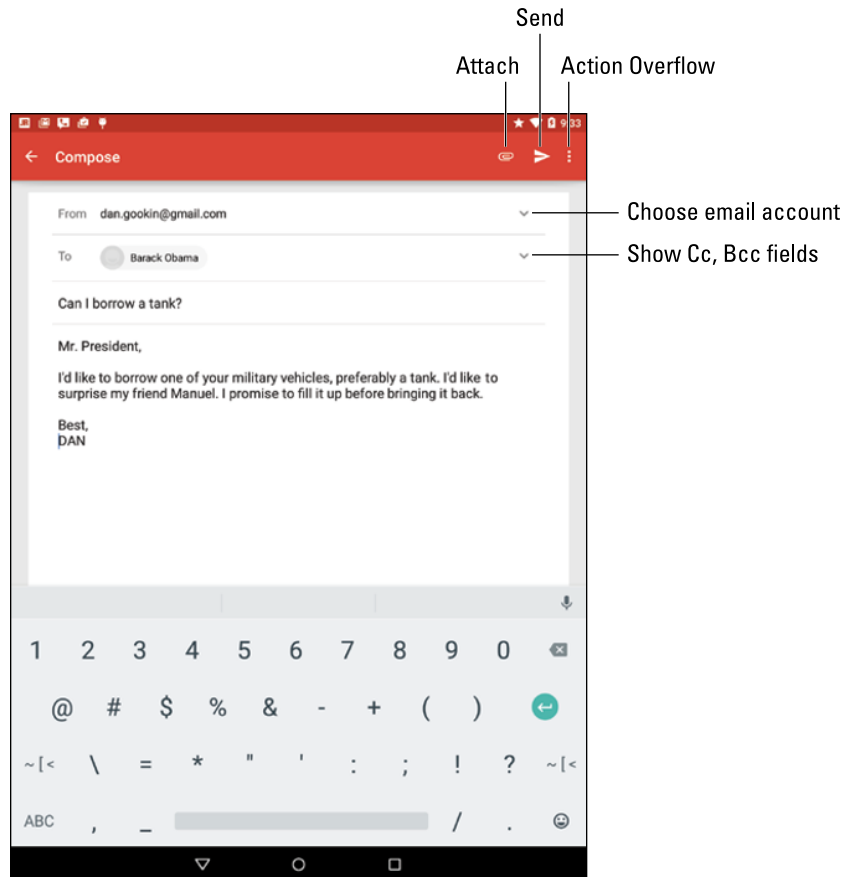 Send
Attach Action Overflow
9:33
Compose
From dan.gookin@gmail.com
Choose email account
To Barack Obama
Show Cc, Bcc fields
Can I borrow a tank?
Mr. President,
I'd like to borrow one of your military vehicles, preferably a tank. I'd like to
surprise my friend Manuel. I promise to fill it up before bringing it back.
Best,
DAN
1 2 3 4 5 6 7 8 9 0
@ # $ % & - + ( )
~ [ < \ = * " ' : ; ! ? ~ [ <
ABC , _ / .